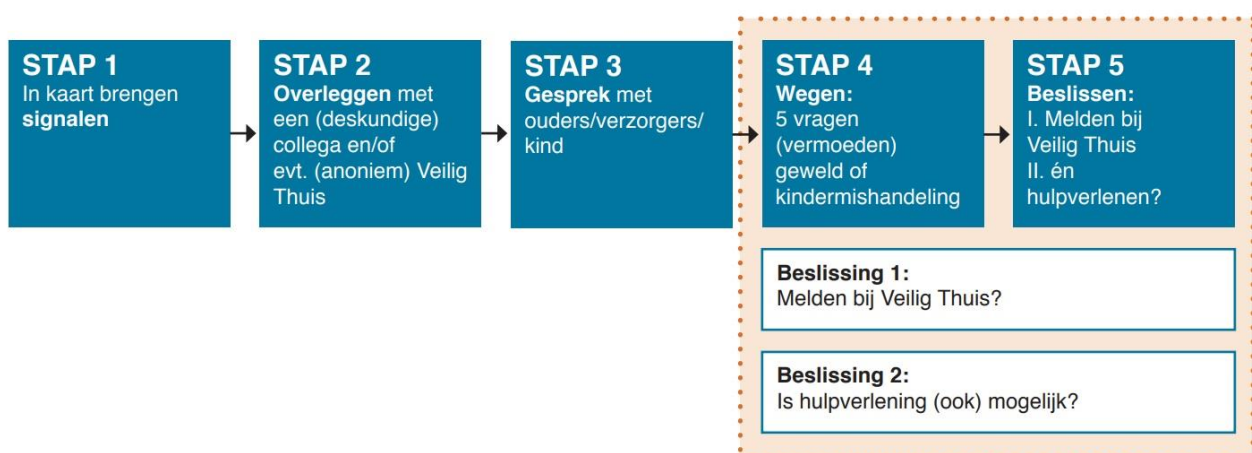 STAP 1
In kaart brengen
signalen
STAP 2
Overleggen met
een (deskundige)
collega en/of
evt. (anoniem) Veilig
Thuis
STAP 3
Gesprek met
ouders/verzorgers/
kind
STAP 4
Wegen:
5 vragen
(vermoeden)
geweld of
kindermishandeling
STAP 5
Beslissen:
I. Melden bij
Veilig Thuis
II. én
hulpverlenen?
Beslissing 1:
Melden bij Veilig Thuis?
Beslissing 2:
Is hulpverlening (ook) mogelijk?